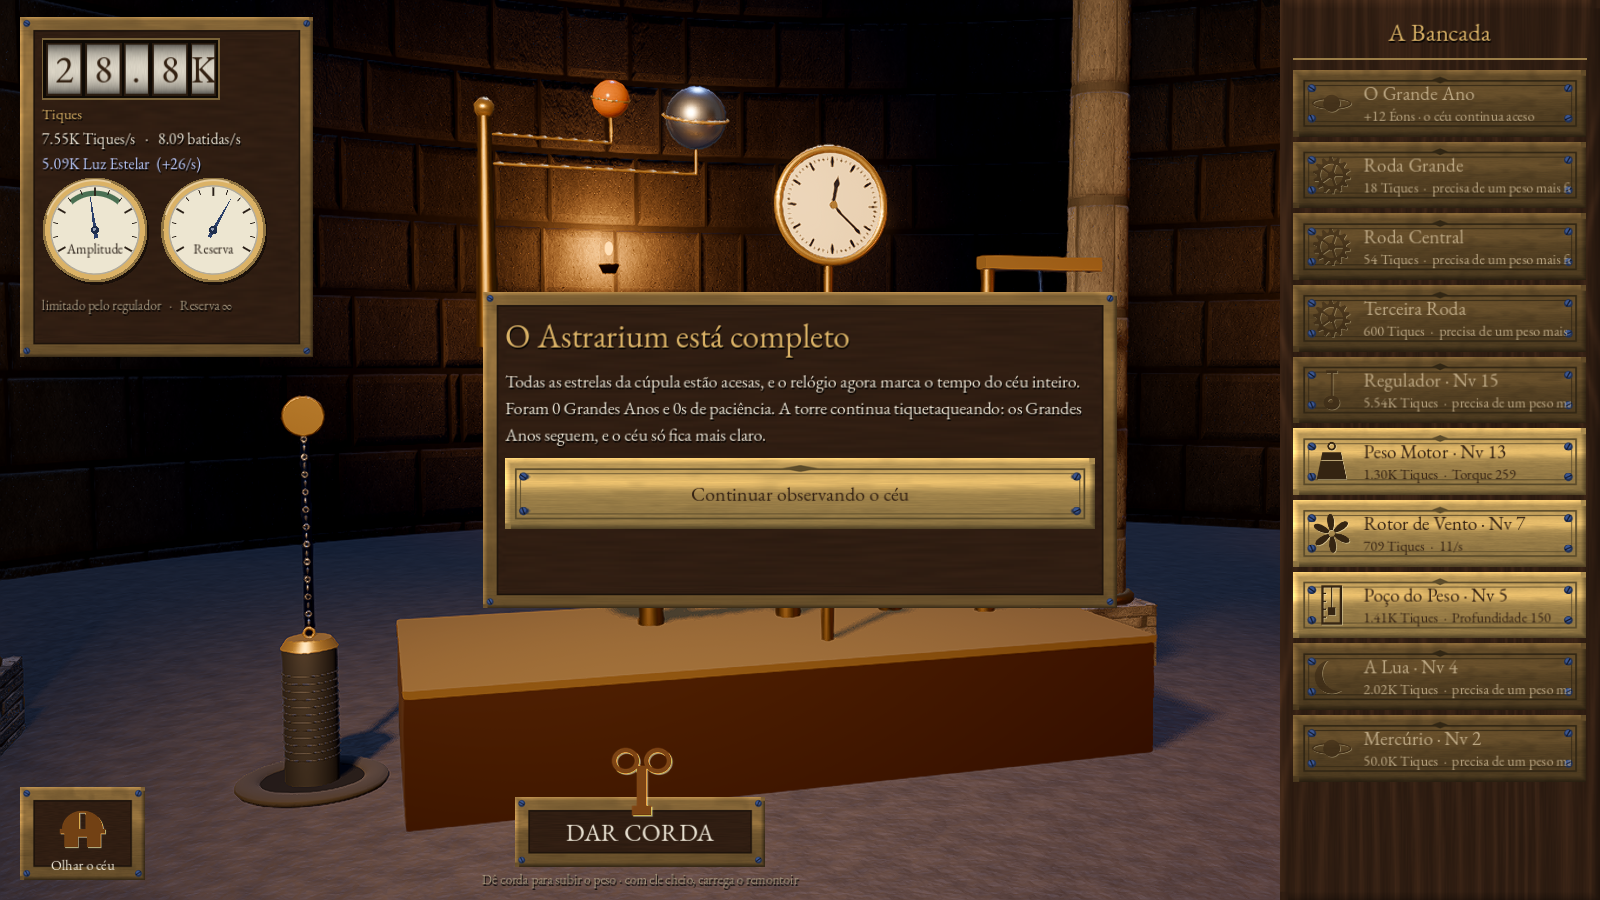 28.8K
Tiques
7.55K Tiques/s · 8.09 batidas/s
5.09K Luz Estelar (+26/s)
Amplitude
Reserva
limitado pelo regulador · Reserva ∞
O Astrarium está completo
Todas as estrelas da cúpula estão acesas, e o relógio agora marca o tempo do céu inteiro.
Foram 0 Grandes Anos e 0s de paciência. A torre continua tiquetaqueando: os Grandes
Anos seguem, e o céu só fica mais claro.
Continuar observando o céu
Olhar o céu
DAR CORDA
Dê corda para subir o peso · com ele cheio, carrega o remontoir
A Bancada
O Grande Ano
+12 Éons · o céu continua aceso
Roda Grande
18 Tiques · precisa de um peso mais
Roda Central
54 Tiques · precisa de um peso mais
Terceira Roda
600 Tiques · precisa de um peso mais
Regulador · Nv 15
5.54K Tiques · precisa de um peso
Peso Motor · Nv 13
1.30K Tiques · Torque 259
Rotor de Vento · Nv 7
709 Tiques · 11/s
Poço do Peso · Nv 5
1.41K Tiques · Profundidade 150
A Lua · Nv 4
2.02K Tiques · precisa de um peso
Mercúrio · Nv 2
50.0K Tiques · precisa de um peso